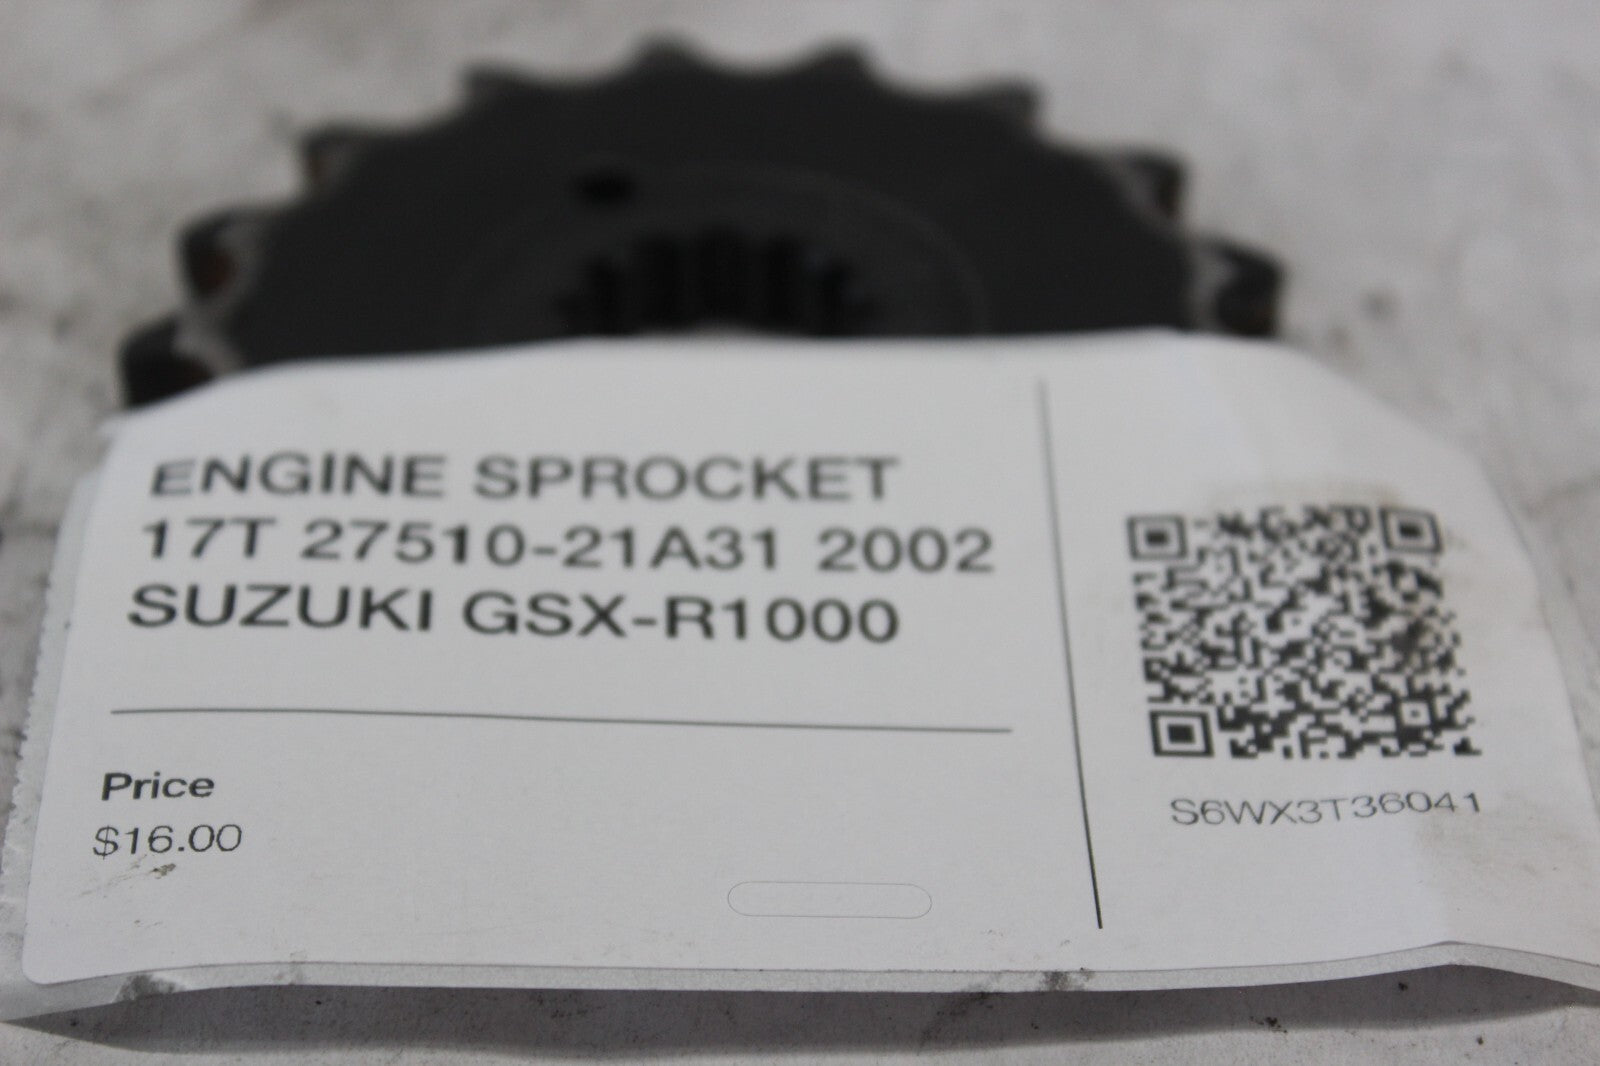 ENGINE SPROCKET
17T 27510-21A31 2002
SUZUKI GSX-R1000
Price
$16.00
S6WX3T36041